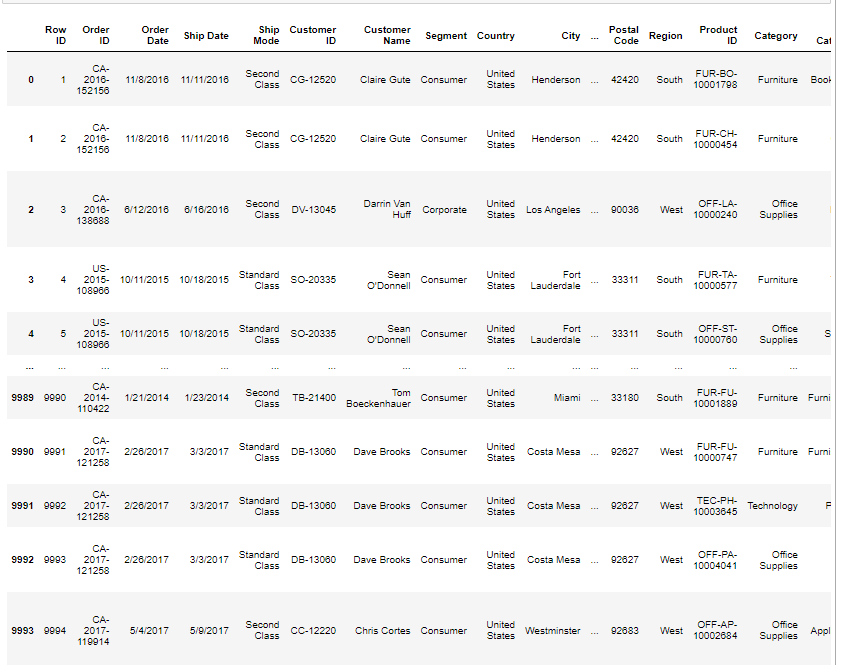 Row ID Order ID Order Date Ship Date Ship Mode Customer ID Customer Name Segment Country City ... Postal Code Region Product ID Category
0 1 CA-2016-152156 11/8/2016 11/11/2016 Second Class CG-12520 Claire Gute Consumer United States Henderson ... 42420 South FUR-BO-10001798 Furniture
1 2 CA-2016-152156 11/8/2016 11/11/2016 Second Class CG-12520 Claire Gute Consumer United States Henderson ... 42420 South FUR-CH-10000454 Furniture
2 3 CA-2016-138688 6/12/2016 6/16/2016 Second Class DV-13045 Darrin Van Huff Corporate United States Los Angeles ... 90036 West OFF-LA-10000240 Office Supplies
3 4 US-2015-108966 10/11/2015 10/18/2015 Standard Class SO-20335 Sean O'Donnell Consumer United States Fort Lauderdale ... 33311 South FUR-TA-10000577 Furniture
4 5 US-2015-108966 10/11/2015 10/18/2015 Standard Class SO-20335 Sean O'Donnell Consumer United States Fort Lauderdale ... 33311 South OFF-ST-10000760 Office Supplies
... ... ... ... ... ... ... ... ... ... ... ... ... ... ... ...
9989 9990 CA-2014-110422 1/21/2014 1/23/2014 Second Class TB-21400 Tom Boeckenhauer Consumer United States Miami ... 33180 South FUR-FU-10001889 Furniture Furni
9990 9991 CA-2017-121258 2/26/2017 3/3/2017 Standard Class DB-13060 Dave Brooks Consumer United States Costa Mesa ... 92627 West FUR-FU-10000747 Furniture Furni
9991 9992 CA-2017-121258 2/26/2017 3/3/2017 Standard Class DB-13060 Dave Brooks Consumer United States Costa Mesa ... 92627 West TEC-PH-10003645 Technology
9992 9993 CA-2017-121258 2/26/2017 3/3/2017 Standard Class DB-13060 Dave Brooks Consumer United States Costa Mesa ... 92627 West OFF-PA-10004041 Office Supplies
9993 9994 CA-2017-119914 5/4/2017 5/9/2017 Second Class CC-12220 Chris Cortes Consumer United States Westminster ... 92683 West OFF-AP-10002684 Office Supplies Appl